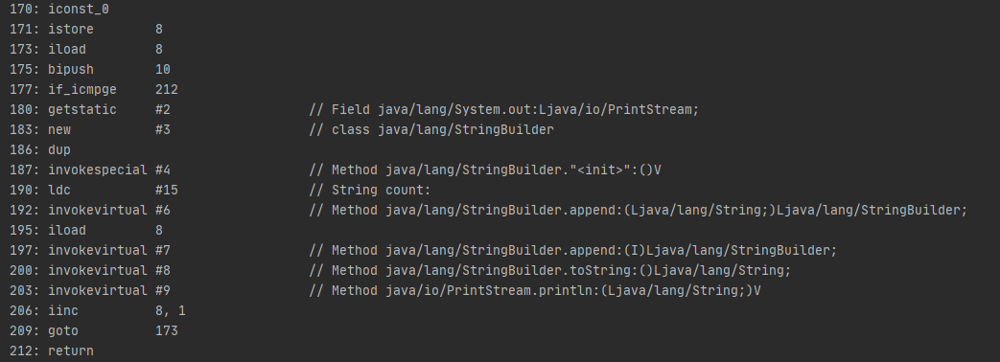 170: iconst_0
171: istore 8
173: iload 8
175: bipush 10
177: if_icmpge 212
180: getstatic #2 // Field java/lang/System.out:Ljava/io/PrintStream;
183: new #3 // class java/lang/StringBuilder
186: dup
187: invokespecial #4 // Method java/lang/StringBuilder."<init>":()V
190: ldc #15 // String count:
192: invokevirtual #6 // Method java/lang/StringBuilder.append:(Ljava/lang/String;)Ljava/lang/StringBuilder;
195: iload 8
197: invokevirtual #7 // Method java/lang/StringBuilder.append:(I)Ljava/lang/StringBuilder;
200: invokevirtual #8 // Method java/lang/StringBuilder.toString:()Ljava/lang/String;
203: invokevirtual #9 // Method java/io/PrintStream.println:(Ljava/lang/String;)V
206: iinc 8, 1
209: goto 173
212: return